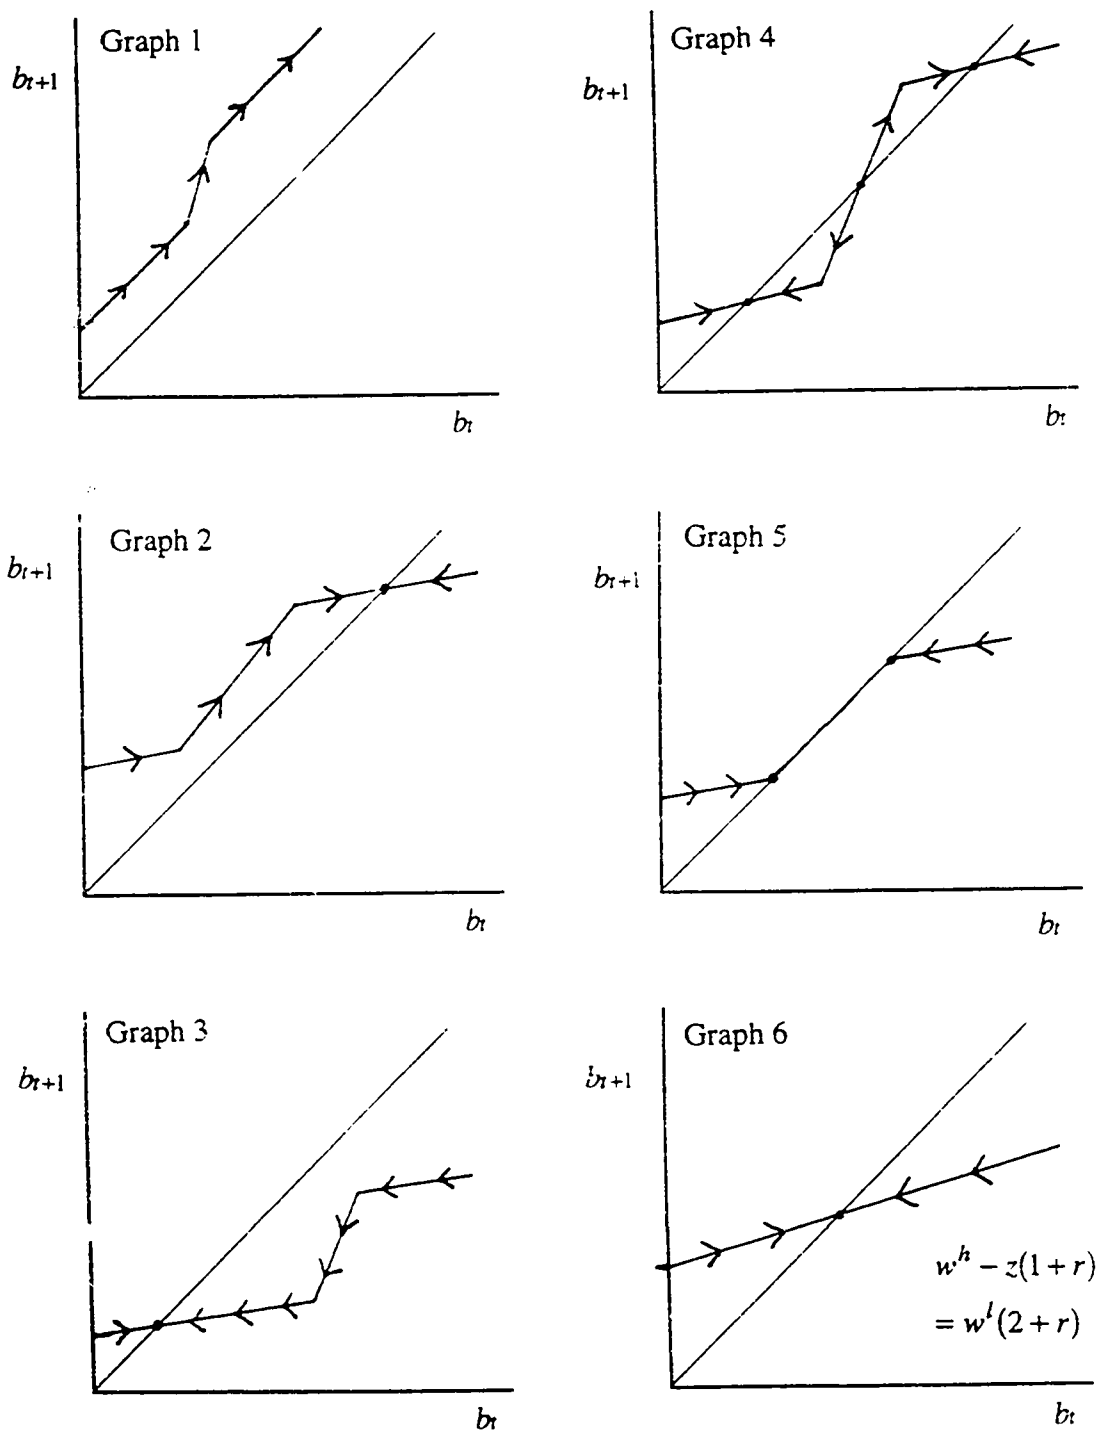 Graph 1
b_{t+1}
b_t
Graph 4
b_{t+1}
b_t
Graph 2
b_{t+1}
b_t
Graph 5
b_{t+1}
b_t
Graph 3
b_{t+1}
b_t
Graph 6
b_{t+1}
w^h − z(1 + r)
= w^l(2 + r)
b_t